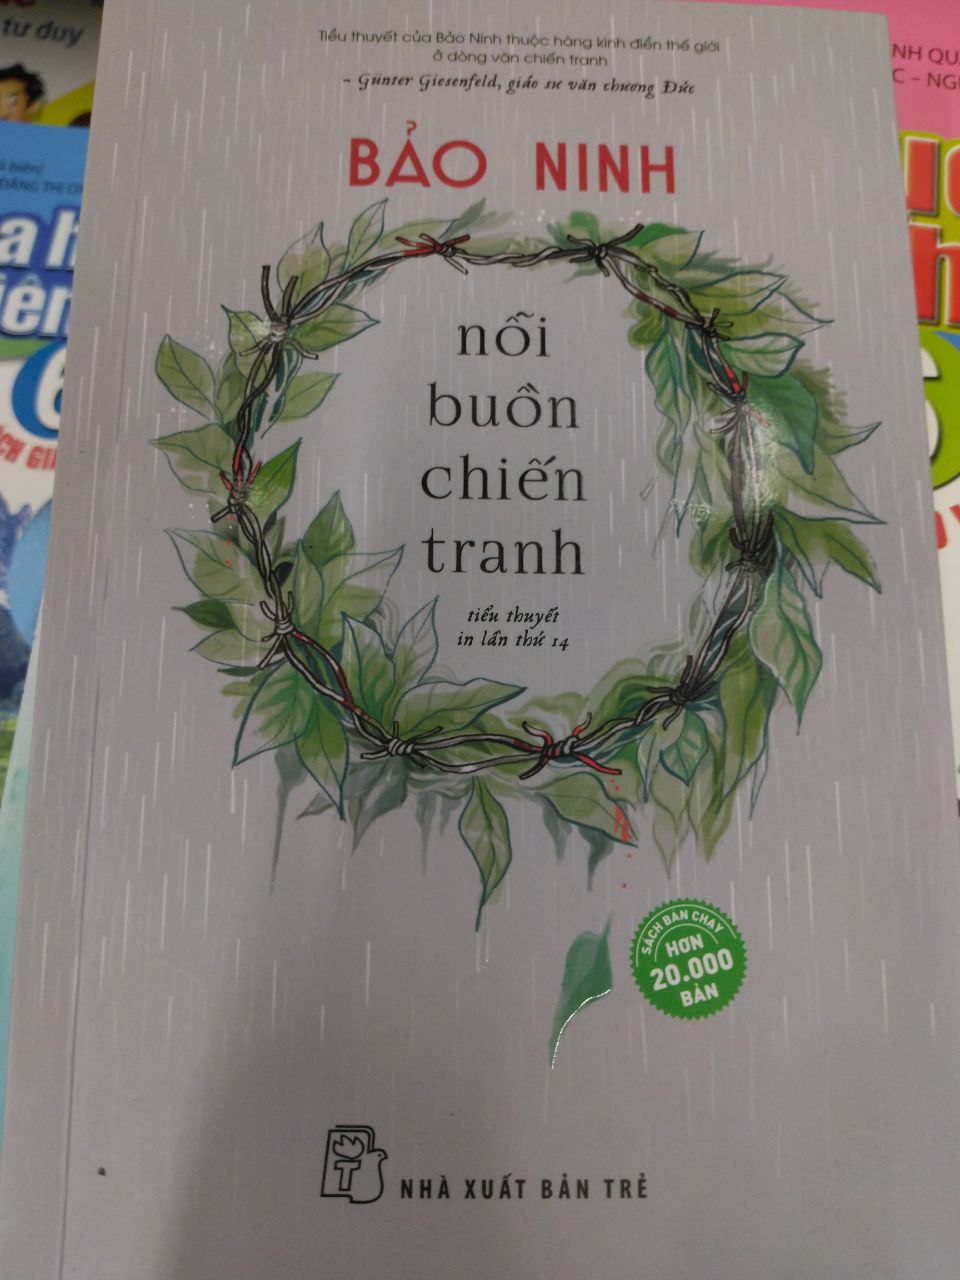 Tiểu thuyết của Bảo Ninh thuộc hàng kinh điển thế giới
ở dòng văn chiến tranh
– Günter Giesenfeld, giáo sư văn chương Đức
BẢO NINH
nỗi
buồn
chiến
tranh
tiểu thuyết
in lần thứ 14
SÁCH BÁN CHẠY
HƠN
20.000
BẢN
T
NHÀ XUẤT BẢN TRẺ
tư duy
ĐẶNG THỊ